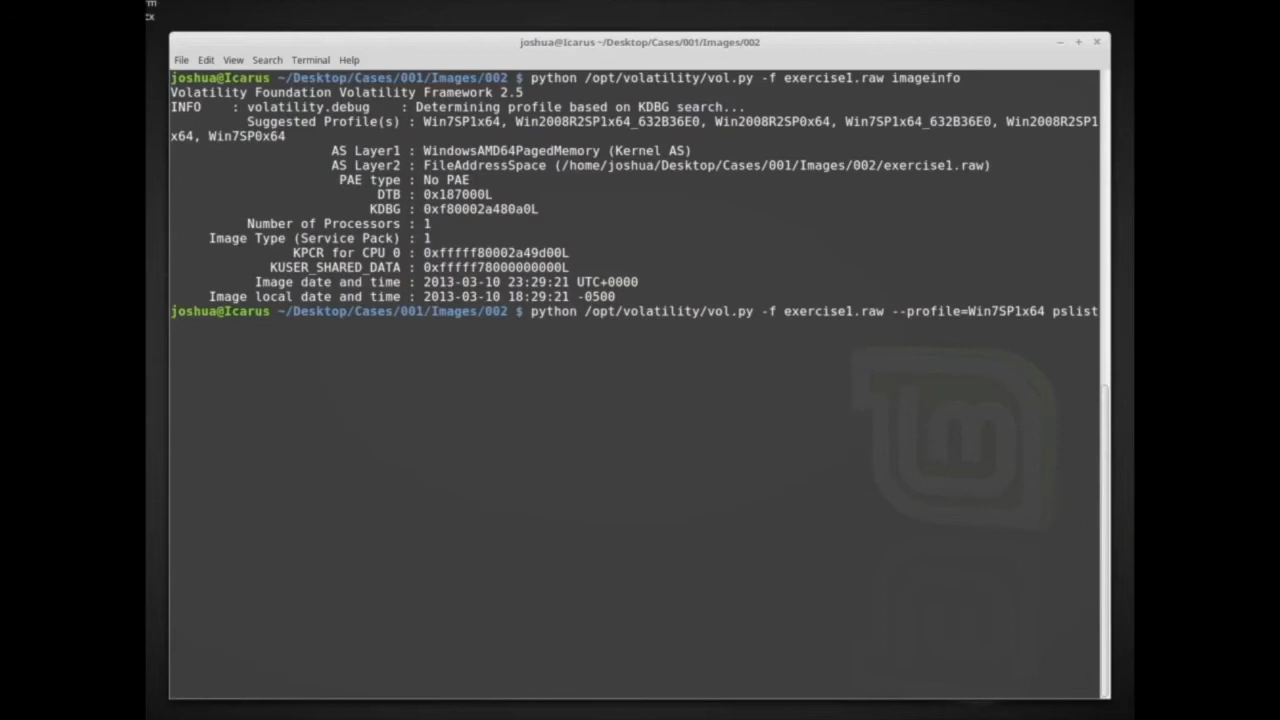 rm
cx
joshua@Icarus ~/Desktop/Cases/001/Images/002
File Edit View Search Terminal Help
joshua@Icarus ~/Desktop/Cases/001/Images/002 $ python /opt/volatility/vol.py -f exercise1.raw imageinfo
Volatility Foundation Volatility Framework 2.5
INFO    : volatility.debug    : Determining profile based on KDBG search...
Suggested Profile(s) : Win7SP1x64, Win2008R2SP1x64_632B36E0, Win2008R2SP0x64, Win7SP1x64_632B36E0, Win2008R2SP1
x64, Win7SP0x64
AS Layer1 : WindowsAMD64PagedMemory (Kernel AS)
AS Layer2 : FileAddressSpace (/home/joshua/Desktop/Cases/001/Images/002/exercise1.raw)
PAE type : No PAE
DTB : 0x187000L
KDBG : 0xf80002a480a0L
Number of Processors : 1
Image Type (Service Pack) : 1
KPCR for CPU 0 : 0xfffff80002a49d00L
KUSER_SHARED_DATA : 0xfffff78000000000L
Image date and time : 2013-03-10 23:29:21 UTC+0000
Image local date and time : 2013-03-10 18:29:21 -0500
joshua@Icarus ~/Desktop/Cases/001/Images/002 $ python /opt/volatility/vol.py -f exercise1.raw --profile=Win7SP1x64 pslist